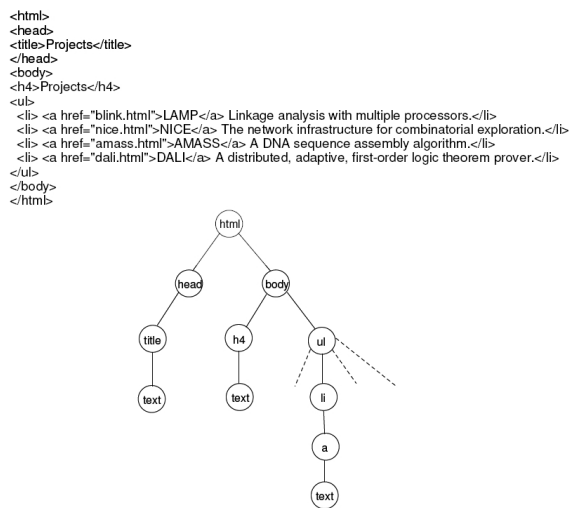 <html>
<head>
<title>Projects</title>
</head>
<body>
<h4>Projects</h4>
<ul>
<li> <a href="blink.html">LAMP</a> Linkage analysis with multiple processors.</li>
<li> <a href="nice.html">NICE</a> The network infrastructure for combinatorial exploration.</li>
<li> <a href="amass.html">AMASS</a> A DNA sequence assembly algorithm.</li>
<li> <a href="dali.html">DALI</a> A distributed, adaptive, first-order logic theorem prover.</li>
</ul>
</body>
</html>
html
head body
title h4 ul
text text li
a
text